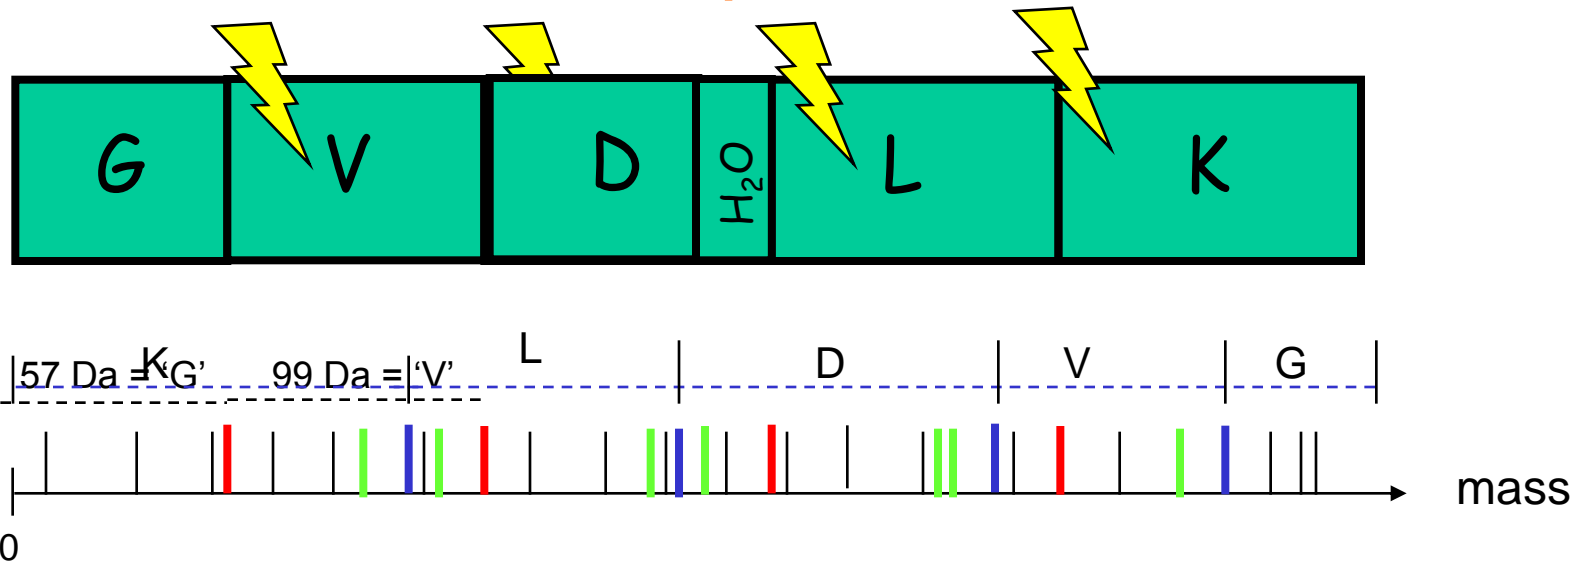 G V D H₂O L K
L
57 Da = ‘G’ K 99 Da = ‘V’ D V G
mass
0